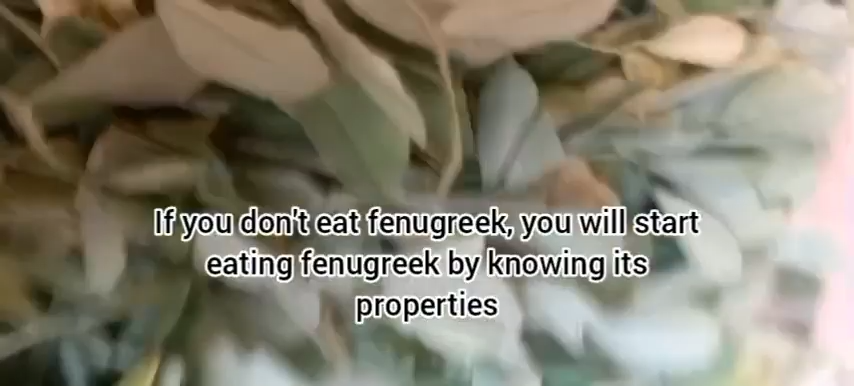 If you don't eat fenugreek, you will start
eating fenugreek by knowing its
properties